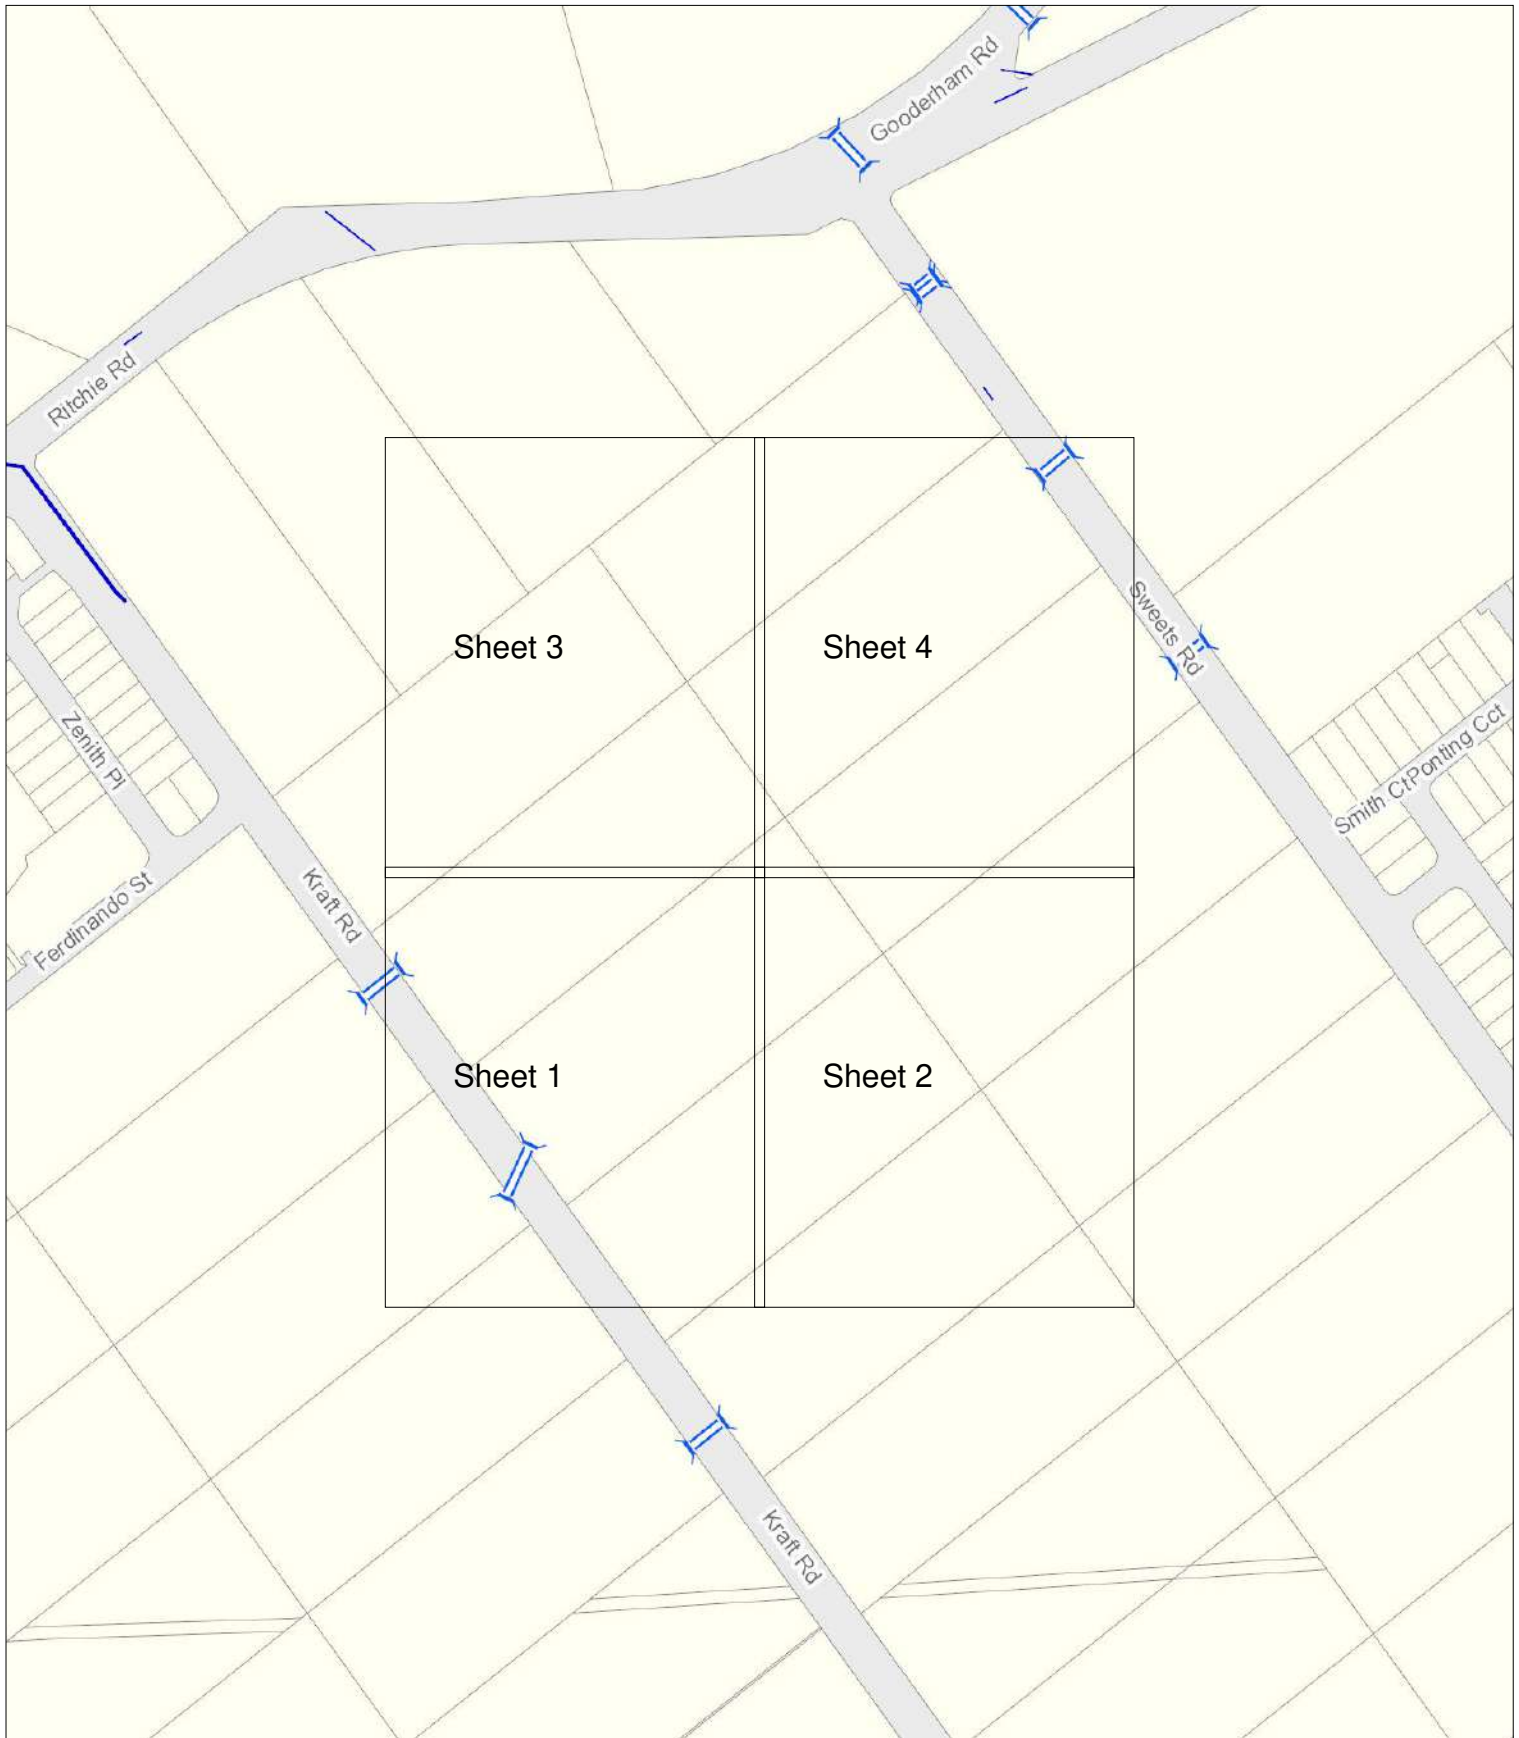 Gooderham Rd
Ritchie Rd
Sheet 3
Sheet 4
Sweets Rd
Zenith Pl
Smith Ct
Ponting Cct
Ferdinando St
Kraft Rd
Sheet 1
Sheet 2
Kraft Rd